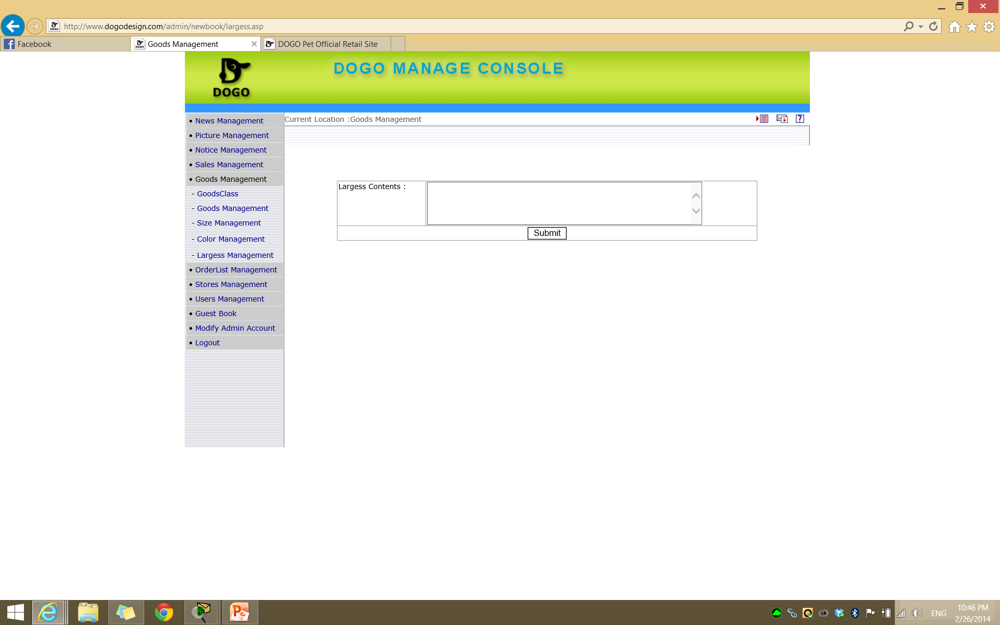 http://www.dogodesign.com/admin/newbook/largess.asp
Facebook
Goods Management
DOGO Pet Official Retail Site
DOGO
DOGO MANAGE CONSOLE
Current Location :Goods Management
• News Management
• Picture Management
• Notice Management
• Sales Management
• Goods Management
- GoodsClass
- Goods Management
- Size Management
- Color Management
- Largess Management
• OrderList Management
• Stores Management
• Users Management
• Guest Book
• Modify Admin Account
• Logout
Largess Contents :
Submit
ENG
10:46 PM
2/26/2014